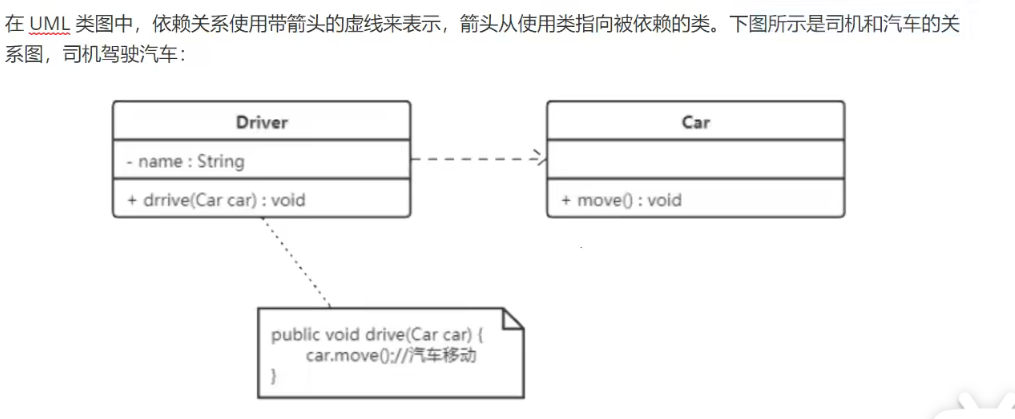 在 UML 类图中，依赖关系使用带箭头的虚线来表示，箭头从使用类指向被依赖的类。下图所示是司机和汽车的关
系图，司机驾驶汽车：
Driver
- name : String
+ drrive(Car car) : void
Car
+ move() : void
public void drive(Car car) {
car.move();//汽车移动
}